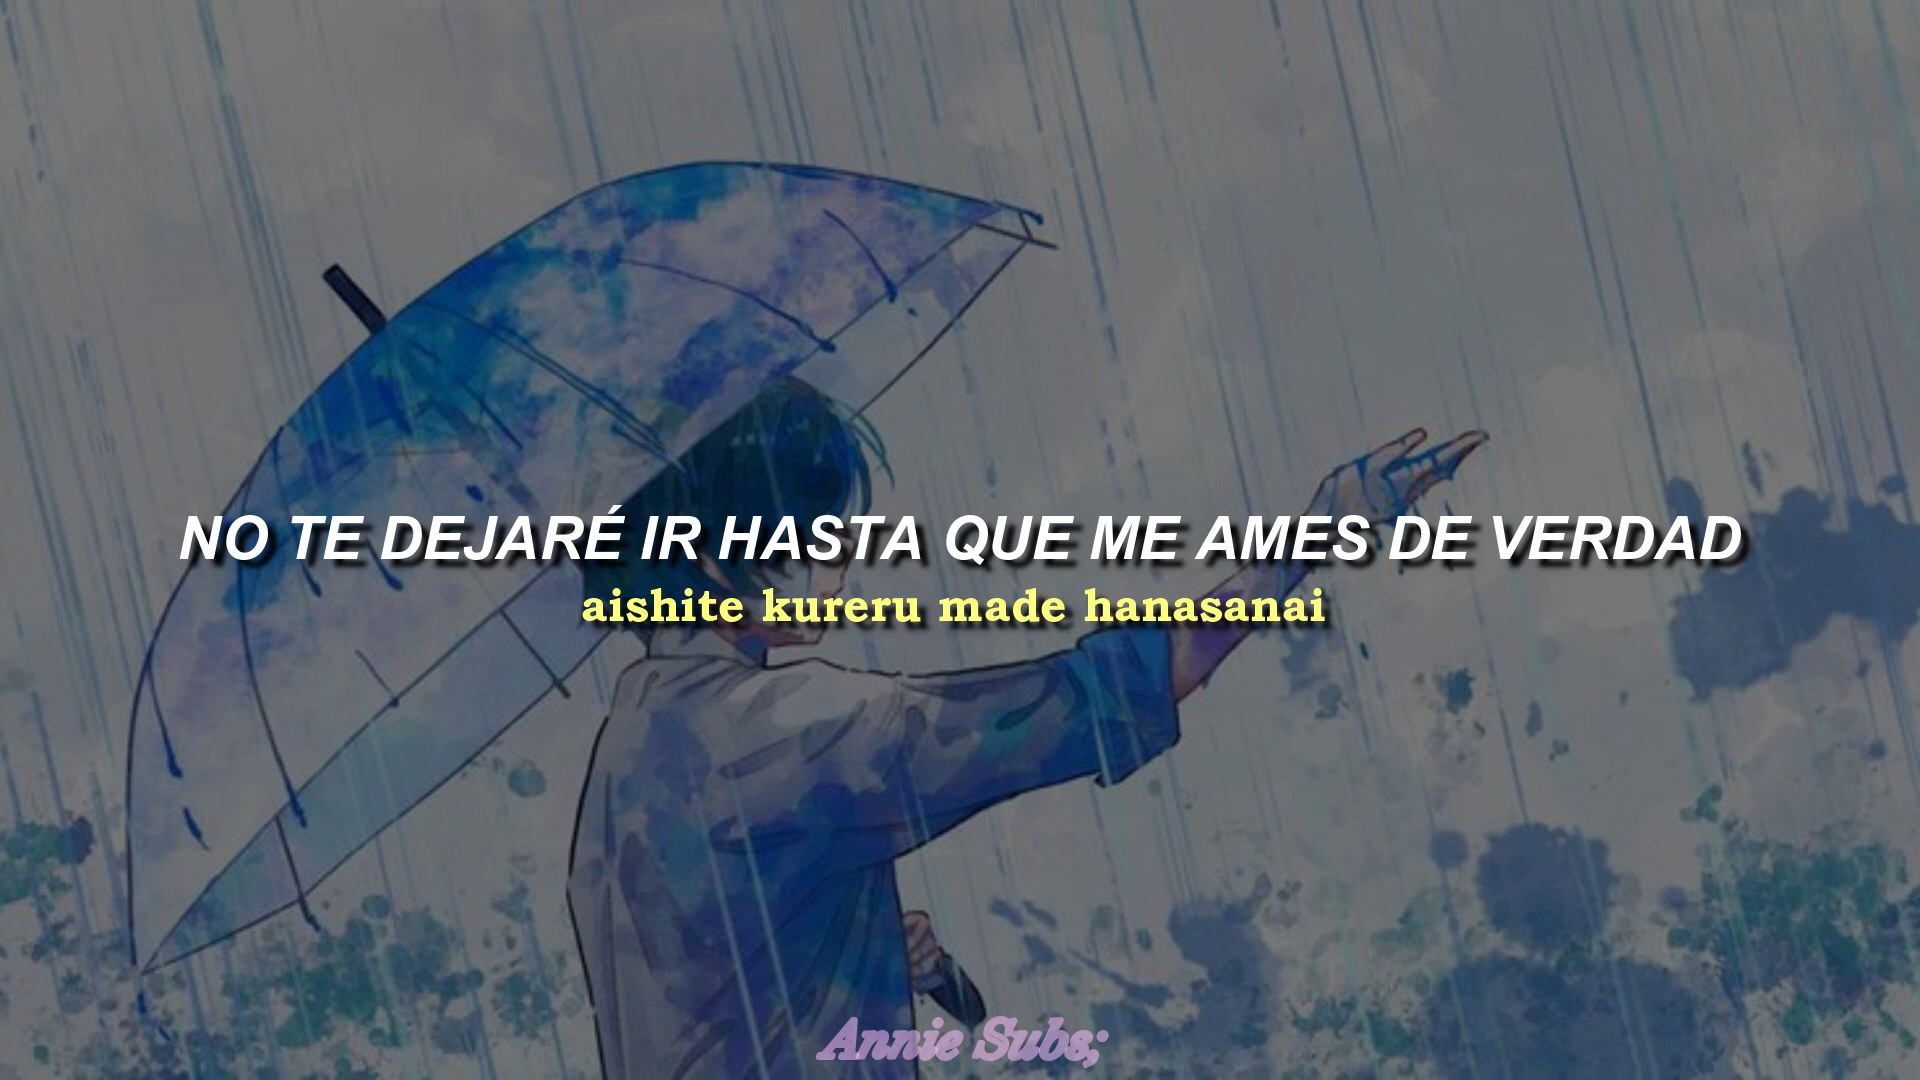 NO TE DEJARÉ IR HASTA QUE ME AMES DE VERDAD
aishite kureru made hanasanai
Annie Subs;